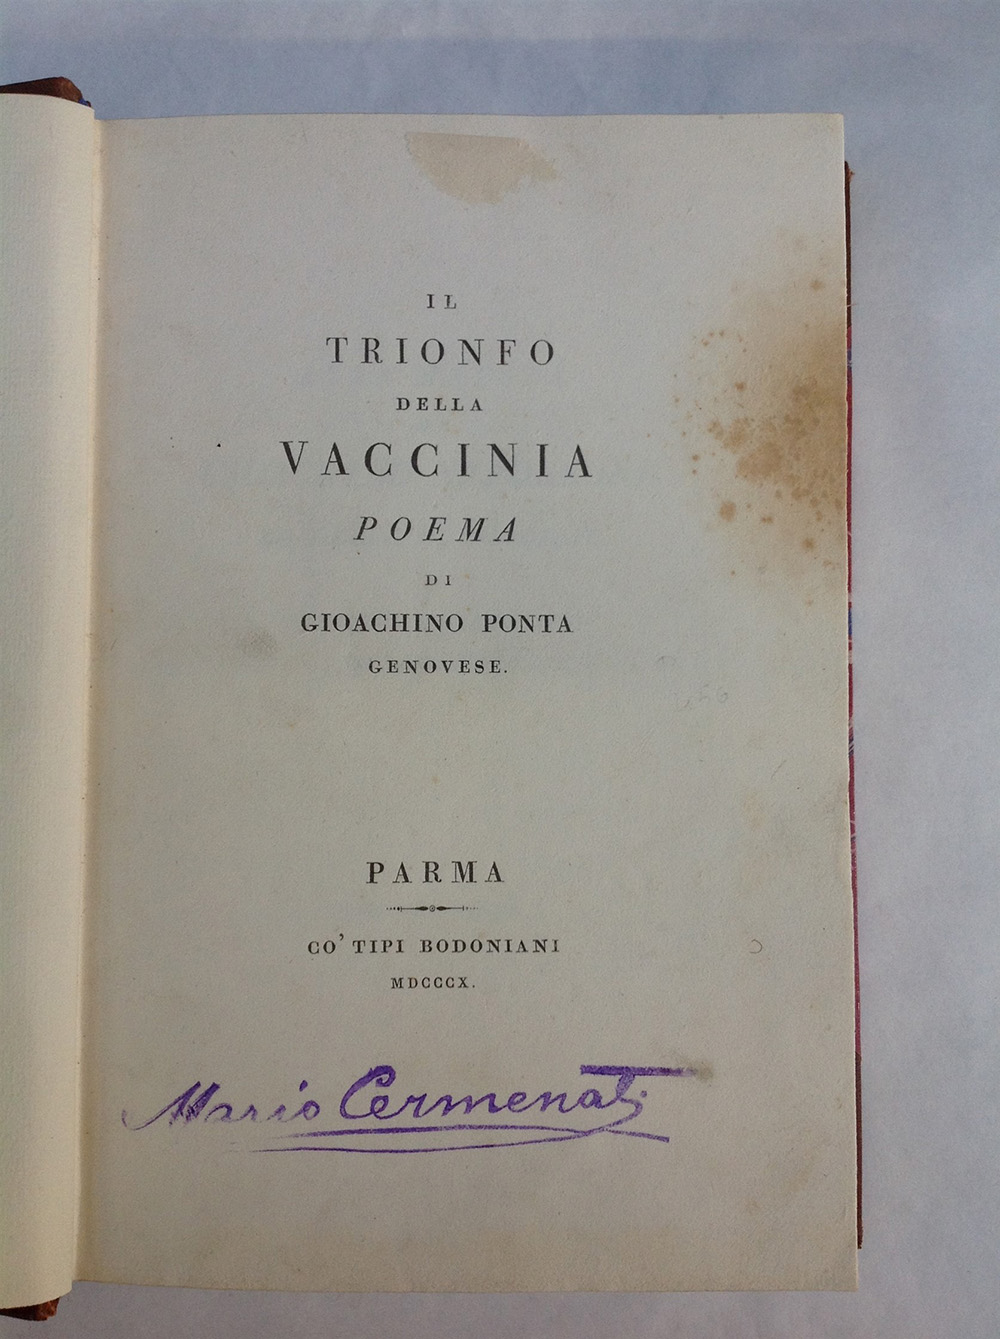 IL
TRIONFO
DELLA
VACCINIA
POEMA
DI
GIOACHINO PONTA
GENOVESE.
PARMA
CO' TIPI BODONIANI
MDCCCX.
Mario Cermenati